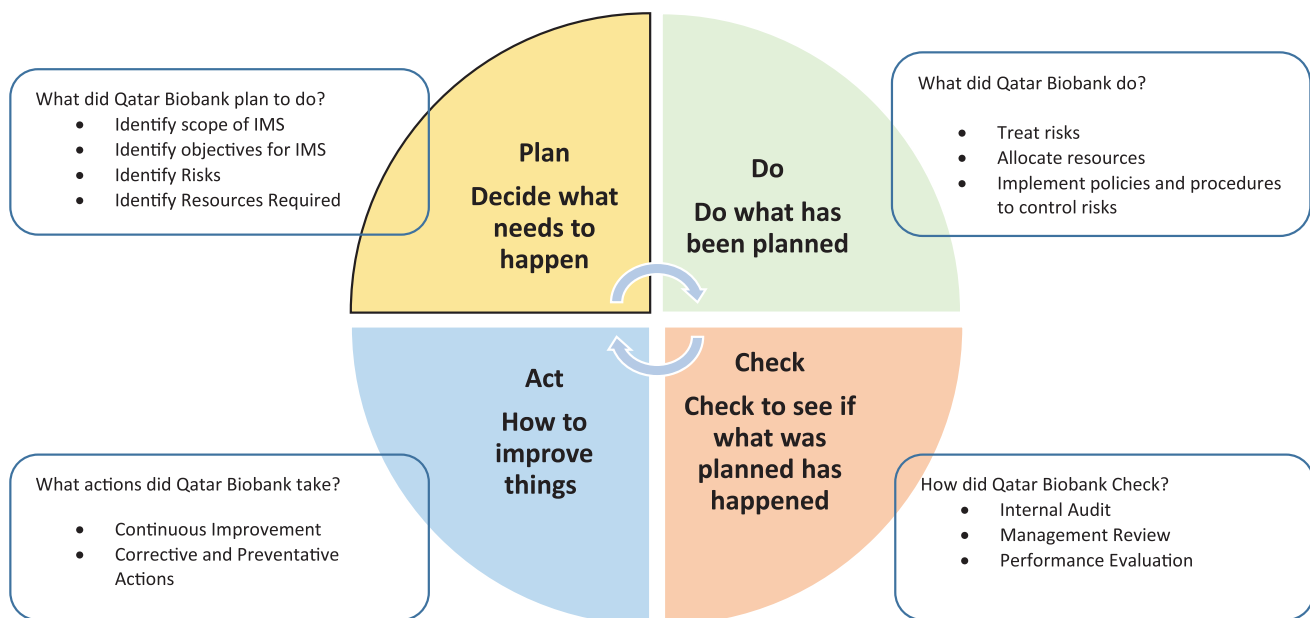 What did Qatar Biobank plan to do?
• Identify scope of IMS
• Identify objectives for IMS
• Identify Risks
• Identify Resources Required
Plan
Decide what
needs to
happen
Do
Do what has
been planned
What did Qatar Biobank do?
• Treat risks
• Allocate resources
• Implement policies and procedures
to control risks
What actions did Qatar Biobank take?
• Continuous Improvement
• Corrective and Preventative
Actions
Act
How to
improve
things
Check
Check to see if
what was
planned has
happened
How did Qatar Biobank Check?
• Internal Audit
• Management Review
• Performance Evaluation